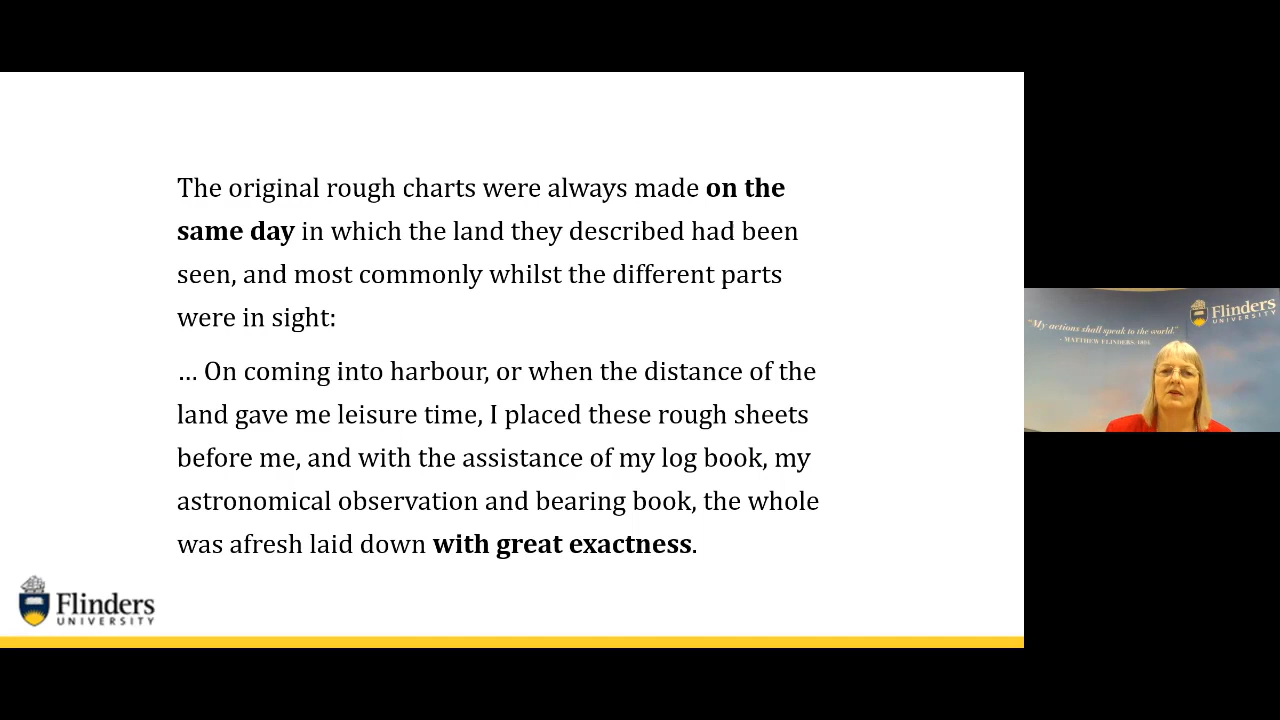 The original rough charts were always made on the
same day in which the land they described had been
seen, and most commonly whilst the different parts
were in sight:
… On coming into harbour, or when the distance of the
land gave me leisure time, I placed these rough sheets
before me, and with the assistance of my log book, my
astronomical observation and bearing book, the whole
was afresh laid down with great exactness.
Flinders
UNIVERSITY
"My actions shall speak to the world."
- MATTHEW FLINDERS,
Flinders
UNIVERSITY